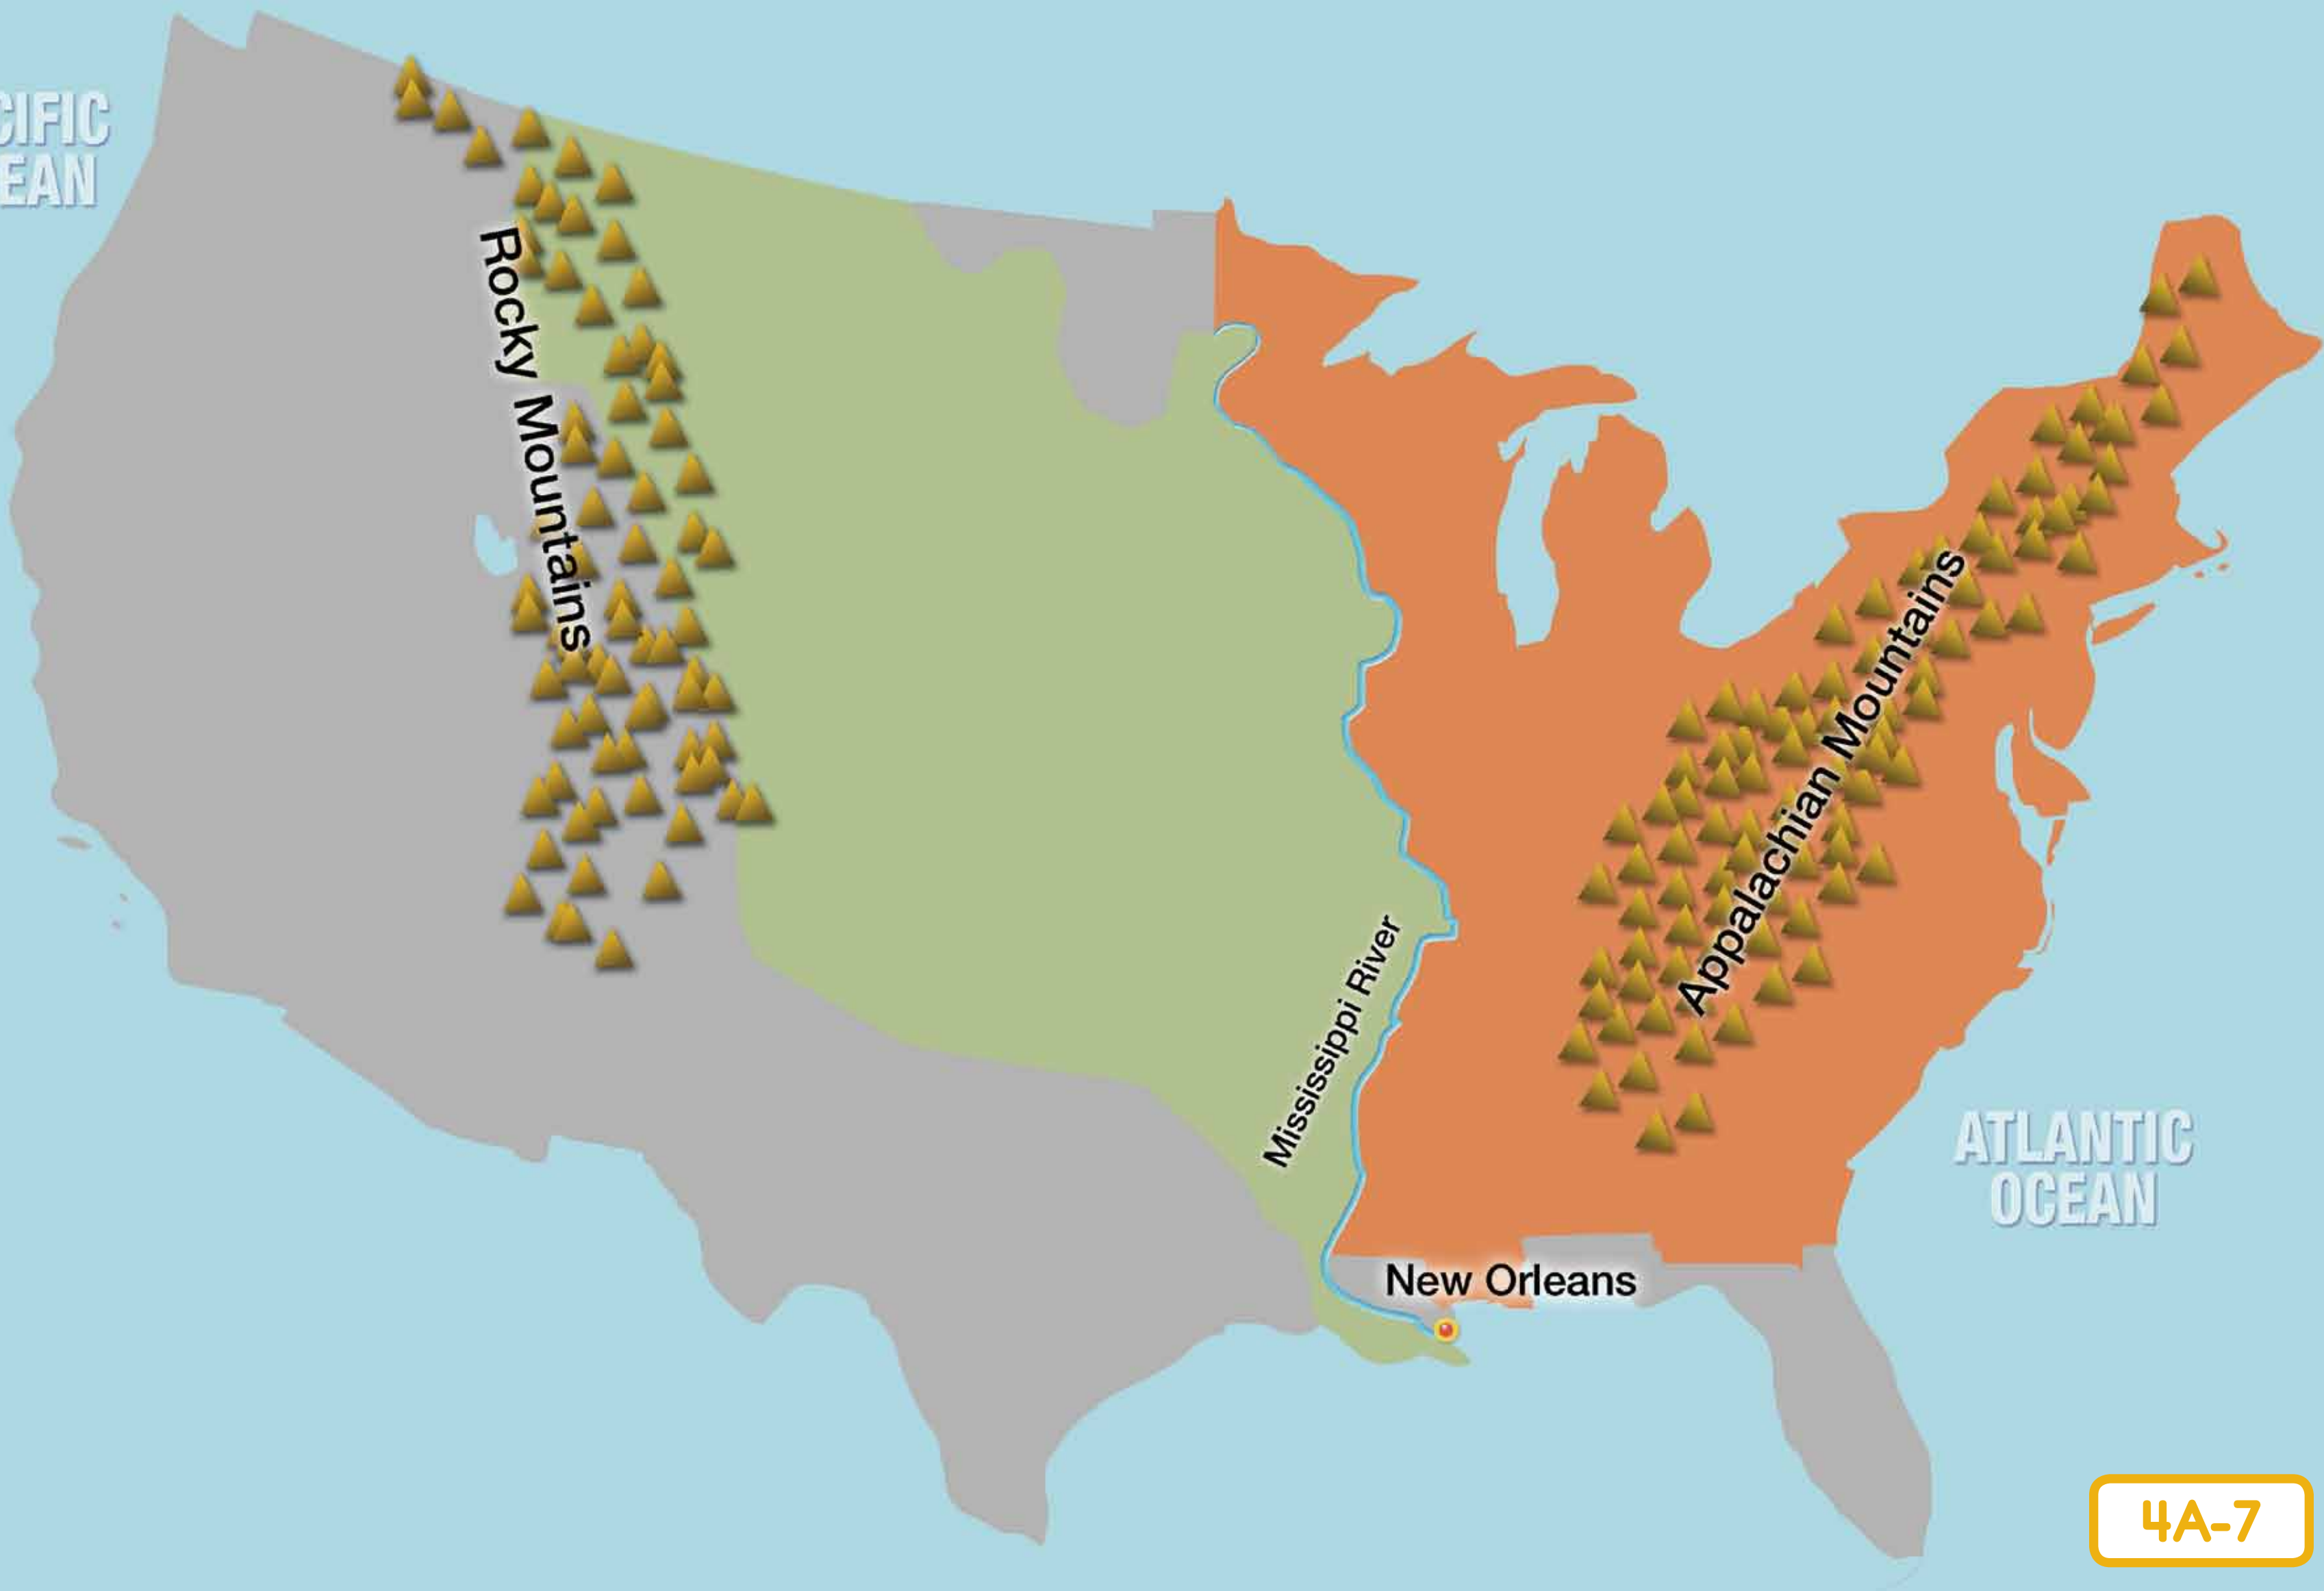 CIFIC
EAN
Rocky Mountains
Appalachian Mountains
Mississippi River
ATLANTIC
OCEAN
New Orleans
4A-7